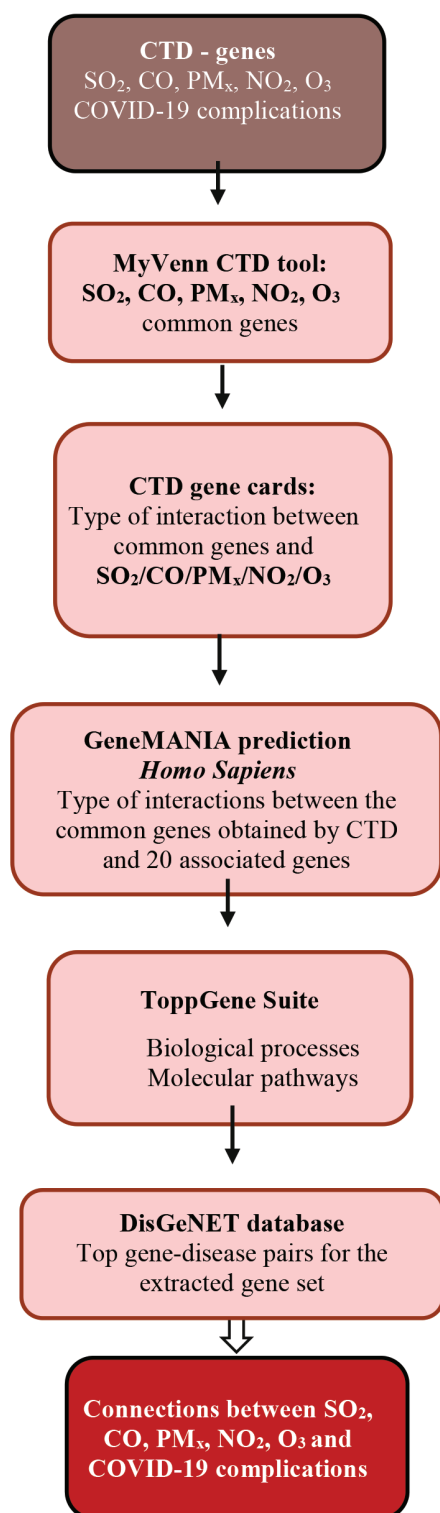 CTD - genes
SO₂, CO, PMₓ, NO₂, O₃
COVID-19 complications
MyVenn CTD tool:
SO₂, CO, PMₓ, NO₂, O₃
common genes
CTD gene cards:
Type of interaction between
common genes and
SO₂/CO/PMₓ/NO₂/O₃
GeneMANIA prediction
Homo Sapiens
Type of interactions between the
common genes obtained by CTD
and 20 associated genes
ToppGene Suite
Biological processes
Molecular pathways
DisGeNET database
Top gene-disease pairs for the
extracted gene set
Connections between SO₂,
CO, PMₓ, NO₂, O₃ and
COVID-19 complications